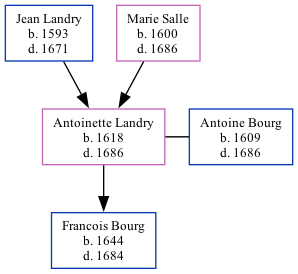 Jean Landry
b. 1593
d. 1671
Marie Salle
b. 1600
d. 1686
Antoinette Landry
b. 1618
d. 1686
Antoine Bourg
b. 1609
d. 1686
Francois Bourg
b. 1644
d. 1684